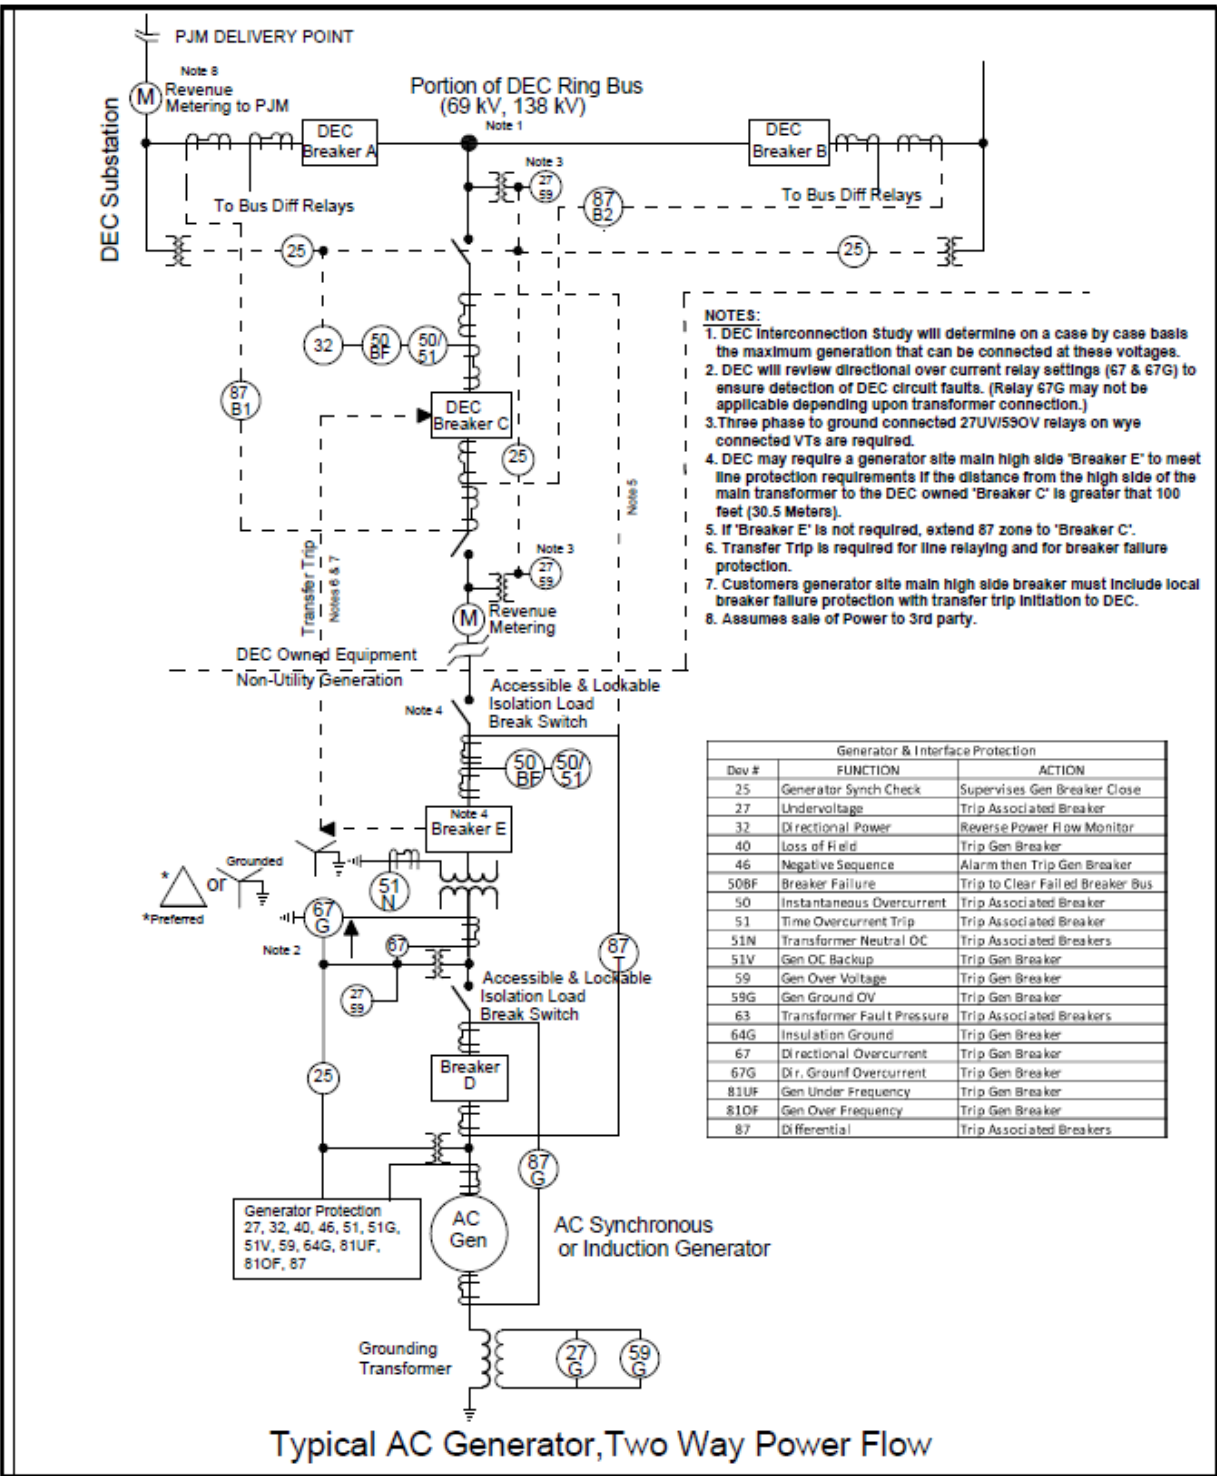 PJM DELIVERY POINT
Note 8
M
Revenue
Metering to PJM
DEC Substation
Portion of DEC Ring Bus
(69 kV, 138 kV)
Note 1
DEC
Breaker A
DEC
Breaker B
To Bus Diff Relays
To Bus Diff Relays
Note 3
27
59
87
B2
25
25
32
50
BF
50/
51
87
B1
DEC
Breaker C
25
Note 5
Transfer Trip
Notes 6 & 7
Note 3
27
59
M
Revenue
Metering
DEC Owned Equipment
Non-Utility Generation
NOTES:
1. DEC Interconnection Study will determine on a case by case basis
the maximum generation that can be connected at these voltages.
2. DEC will review directional over current relay settings (67 & 67G) to
ensure detection of DEC circuit faults. (Relay 67G may not be
applicable depending upon transformer connection.)
3.Three phase to ground connected 27UV/59OV relays on wye
connected VTs are required.
4. DEC may require a generator site main high side 'Breaker E' to meet
line protection requirements if the distance from the high side of the
main transformer to the DEC owned 'Breaker C' is greater that 100
feet (30.5 Meters).
5. If 'Breaker E' is not required, extend 87 zone to 'Breaker C'.
6. Transfer Trip is required for line relaying and for breaker failure
protection.
7. Customers generator site main high side breaker must include local
breaker failure protection with transfer trip initiation to DEC.
8. Assumes sale of Power to 3rd party.
Note 4
Accessible & Lockable
Isolation Load
Break Switch
50
BF
50/
51
Note 4
Breaker E
* or
Grounded
*Preferred
51
N
67
G
Note 2
67
27
59
87
T
Accessible & Lockable
Isolation Load
Break Switch
25
Breaker
D
87
G
Generator Protection
27, 32, 40, 46, 51, 51G,
51V, 59, 64G, 81UF,
81OF, 87
AC
Gen
AC Synchronous
or Induction Generator
Grounding
Transformer
27
G
59
G
Generator & Interface Protection
Dev # FUNCTION ACTION
25 Generator Synch Check Supervises Gen Breaker Close
27 Undervoltage Trip Associated Breaker
32 Directional Power Reverse Power Flow Monitor
40 Loss of Field Trip Gen Breaker
46 Negative Sequence Alarm then Trip Gen Breaker
50BF Breaker Failure Trip to Clear Failed Breaker Bus
50 Instantaneous Overcurrent Trip Associated Breaker
51 Time Overcurrent Trip Trip Associated Breaker
51N Transformer Neutral OC Trip Associated Breakers
51V Gen OC Backup Trip Gen Breaker
59 Gen Over Voltage Trip Gen Breaker
59G Gen Ground OV Trip Gen Breaker
63 Transformer Fault Pressure Trip Associated Breakers
64G Insulation Ground Trip Gen Breaker
67 Directional Overcurrent Trip Gen Breaker
67G Dir. Grounf Overcurrent Trip Gen Breaker
81UF Gen Under Frequency Trip Gen Breaker
81OF Gen Over Frequency Trip Gen Breaker
87 Differential Trip Associated Breakers
Typical AC Generator,Two Way Power Flow